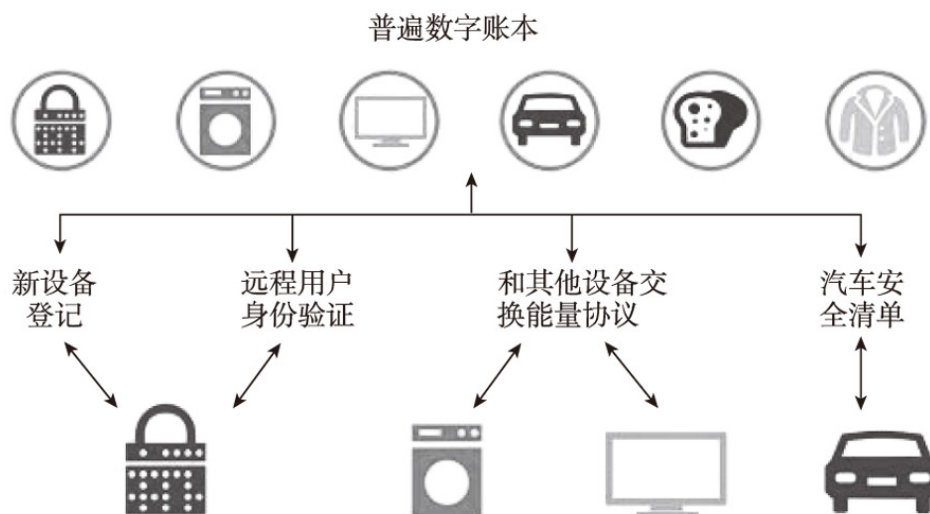 普遍数字账本
新设备
登记
远程用户
身份验证
和其他设备交
换能量协议
汽车安
全清单